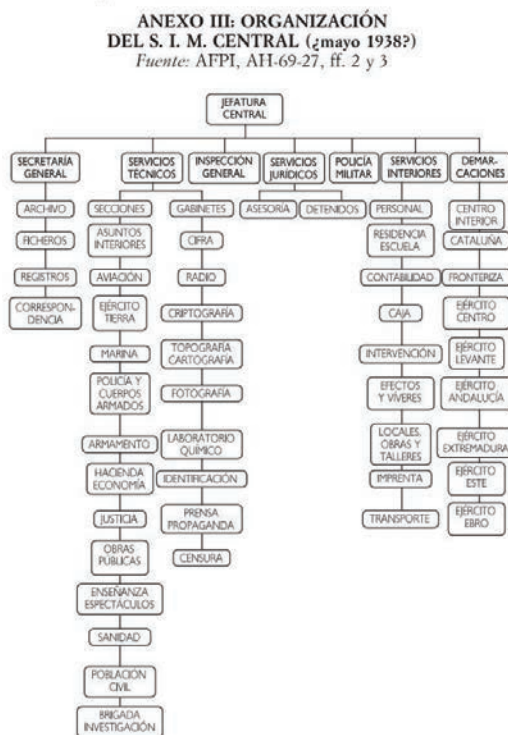 ANEXO III: ORGANIZACIÓN
DEL S. I. M. CENTRAL (¿mayo 1938?)
Fuente: AFPI, AH-69-27, ff. 2 y 3
JEFATURA
CENTRAL
SECRETARÍA
GENERAL
ARCHIVO
FICHEROS
REGISTROS
CORRESPON-
DENCIA
SERVICIOS
TÉCNICOS
SECCIONES
ASUNTOS
INTERIORES
AVIACIÓN
EJÉRCITO
TIERRA
MARINA
POLICÍA Y
CUERPOS
ARMADOS
ARMAMENTO
HACIENDA
ECONOMÍA
JUSTICIA
OBRAS
PÚBLICAS
ENSEÑANZA
ESPECTÁCULOS
SANIDAD
POBLACIÓN
CIVIL
BRIGADA
INVESTIGACIÓN
GABINETES
CIFRA
RADIO
CRIPTOGRAFÍA
TOPOGRAFÍA
CARTOGRAFÍA
FOTOGRAFÍA
LABORATORIO
QUÍMICO
IDENTIFICACIÓN
PRENSA
PROPAGANDA
CENSURA
INSPECCIÓN
GENERAL
SERVICIOS
JURÍDICOS
ASESORÍA
DETENIDOS
POLICÍA
MILITAR
SERVICIOS
INTERIORES
PERSONAL
RESIDENCIA
ESCUELA
CONTABILIDAD
CAJA
INTERVENCIÓN
EFECTOS
Y VÍVERES
LOCALES,
OBRAS Y
TALLERES
IMPRENTA
TRANSPORTE
DEMAR-
CACIONES
CENTRO
INTERIOR
CATALUÑA
FRONTERIZA
EJÉRCITO
CENTRO
EJÉRCITO
LEVANTE
EJÉRCITO
ANDALUCÍA
EJÉRCITO
EXTREMADURA
EJÉRCITO
ESTE
EJÉRCITO
EBRO